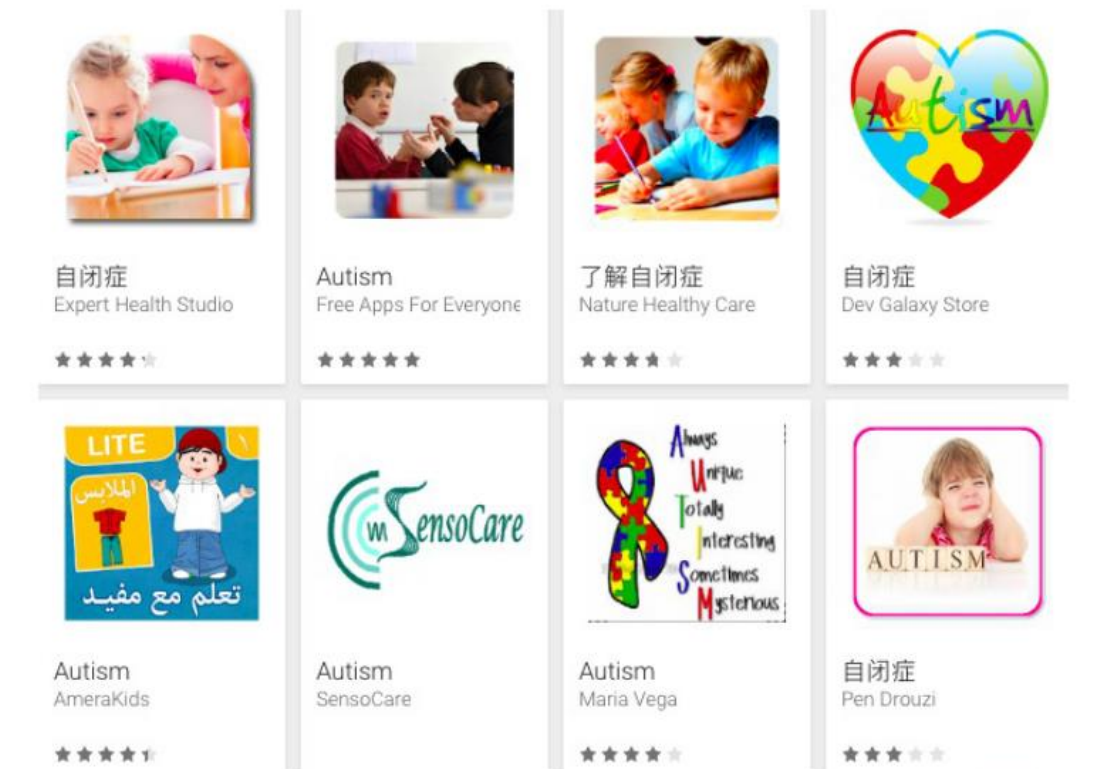 Autism
自闭症
Expert Health Studio
Autism
Free Apps For Everyone
了解自闭症
Nature Healthy Care
自闭症
Dev Galaxy Store
LITE
١
الملابس
تعلم مع مفيد
SensoCare
Always
Unique
Totally
Interesting
Sometimes
Mysterious
AUTISM
Autism
AmeraKids
Autism
SensoCare
Autism
Maria Vega
自闭症
Pen Drouzi